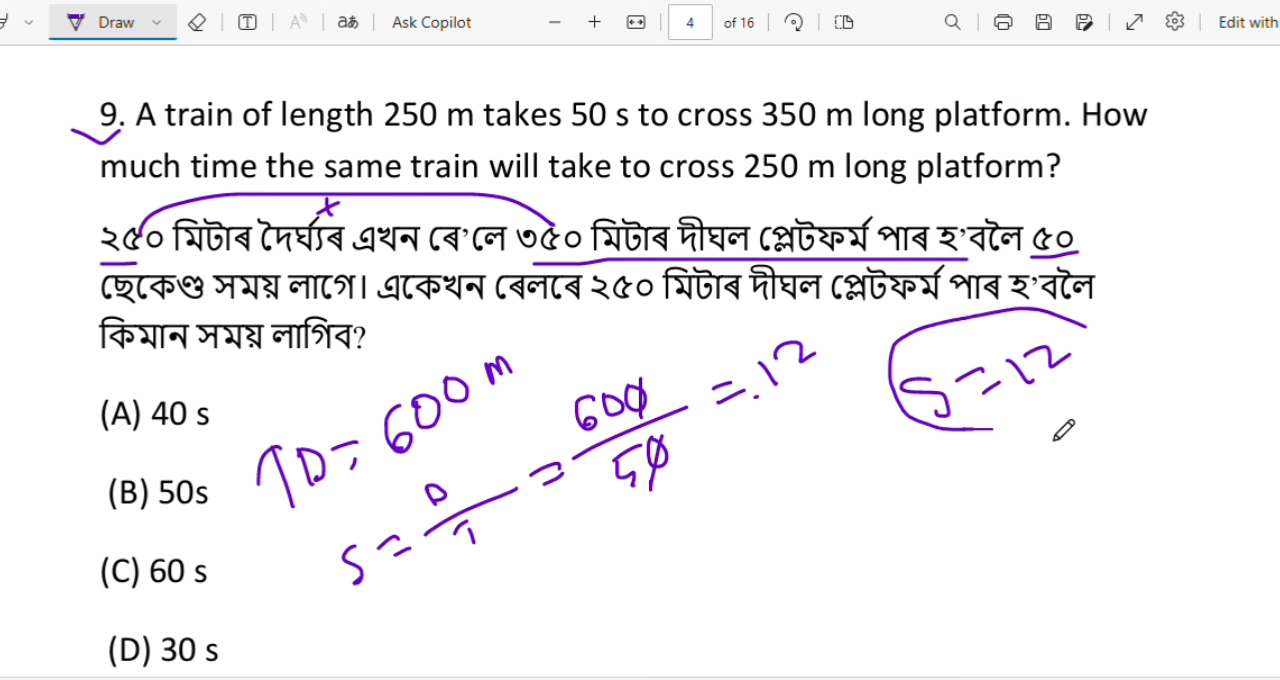 Draw aあ Ask Copilot 4 of 16 Edit with
9. A train of length 250 m takes 50 s to cross 350 m long platform. How
much time the same train will take to cross 250 m long platform?
২৫০ মিটাৰ দৈৰ্ঘ্যৰ এখন ৰে'লে ৩৫০ মিটাৰ দীঘল প্লেটফৰ্ম পাৰ হ'বলৈ ৫০
ছেকেণ্ড সময় লাগে। একেখন ৰেলৰে ২৫০ মিটাৰ দীঘল প্লেটফৰ্ম পাৰ হ'বলৈ
কিমান সময় লাগিব?
(A) 40 s
(B) 50s
(C) 60 s
(D) 30 s
TD = 600 m
S = D/T = 600/50 = 12
S = 12